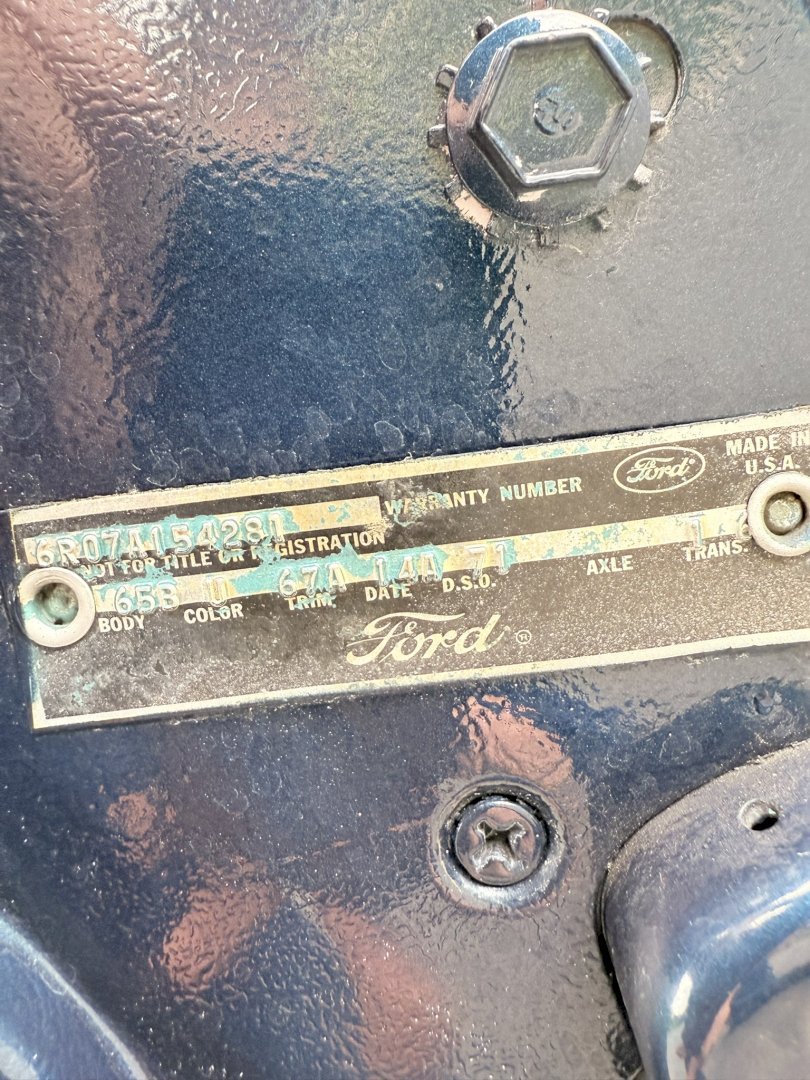 MADE IN
U.S.A.
Ford
WARRANTY NUMBER
6R07A154281
NOT FOR TITLE OR REGISTRATION
65B 67A 14A 71 1
BODY COLOR TRIM DATE D.S.O. AXLE TRANS.
Ford ®